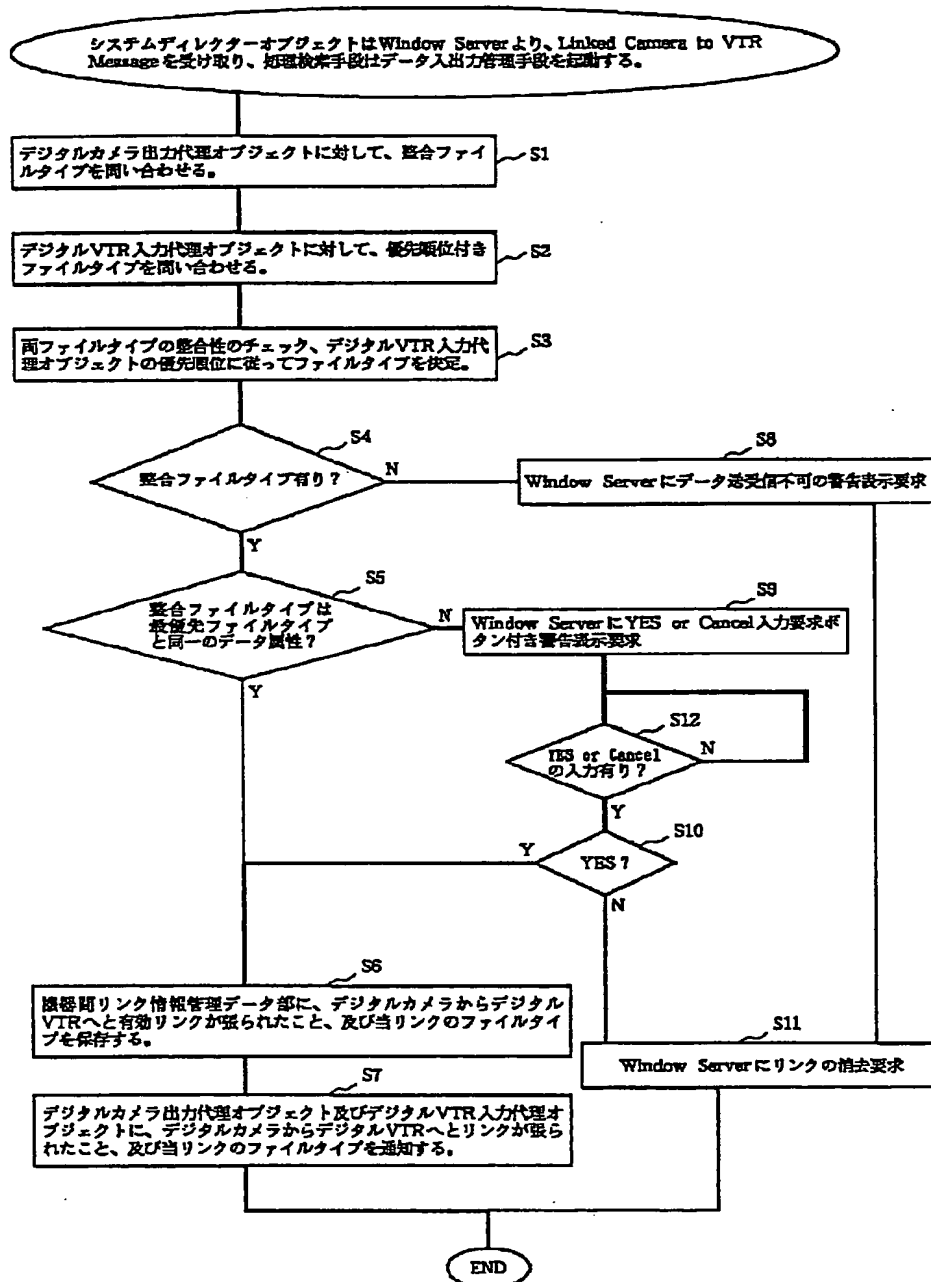 システムディレクターオブジェクトはWindow Serverより、Linked Camera to VTR
Messageを受け取り、処理検索手段はデータ入出力管理手段を起動する。
デジタルカメラ出力代理オブジェクトに対して、整合ファイ
ルタイプを問い合わせる。
S1
デジタルVTR入力代理オブジェクトに対して、優先順位付き
ファイルタイプを問い合わせる。
S2
両ファイルタイプの整合性のチェック、デジタルVTR入力代
理オブジェクトの優先順位に従ってファイルタイプを決定。
S3
S4
整合ファイルタイプ有り?
N
Y
S8
Window Serverにデータ送受信不可の警告表示要求
S5
整合ファイルタイプは
最優先ファイルタイプ
と同一のデータ属性?
N
Y
S9
Window ServerにYES or Cancel入力要求ボ
タン付き警告表示要求
S12
YES or Cancel
の入力有り?
N
Y
S10
YES?
Y
N
S6
機器間リンク情報管理データ部に、デジタルカメラからデジタル
VTRへと有効リンクが張られたこと、及び当リンクのファイルタイ
プを保存する。
S11
Window Serverにリンクの消去要求
S7
デジタルカメラ出力代理オブジェクト及びデジタルVTR入力代理オ
ブジェクトに、デジタルカメラからデジタルVTRへとリンクが張ら
れたこと、及び当リンクのファイルタイプを通知する。
END